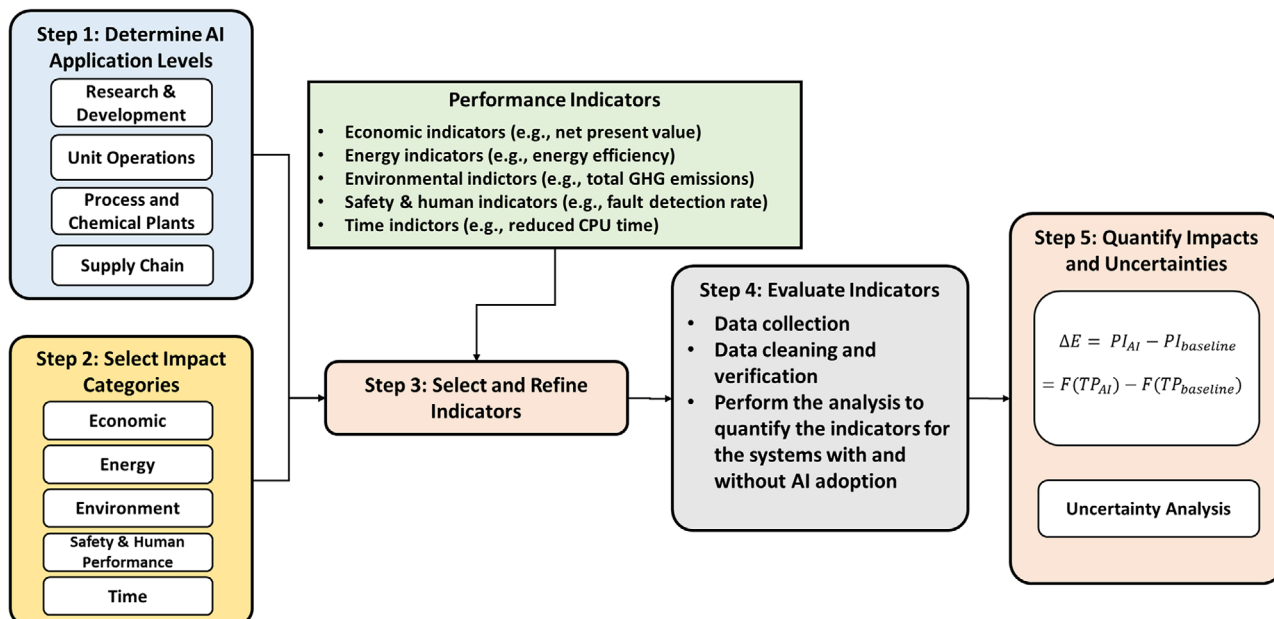 Step 1: Determine AI
Application Levels
Research &
Development
Unit Operations
Process and
Chemical Plants
Supply Chain
Step 2: Select Impact
Categories
Economic
Energy
Environment
Safety & Human
Performance
Time
Performance Indicators
• Economic indicators (e.g., net present value)
• Energy indicators (e.g., energy efficiency)
• Environmental indictors (e.g., total GHG emissions)
• Safety & human indicators (e.g., fault detection rate)
• Time indictors (e.g., reduced CPU time)
Step 3: Select and Refine
Indicators
Step 4: Evaluate Indicators
• Data collection
• Data cleaning and
verification
• Perform the analysis to
quantify the indicators for
the systems with and
without AI adoption
Step 5: Quantify Impacts
and Uncertainties
ΔE = PI_AI − PI_baseline
= F(TP_AI) − F(TP_baseline)
Uncertainty Analysis